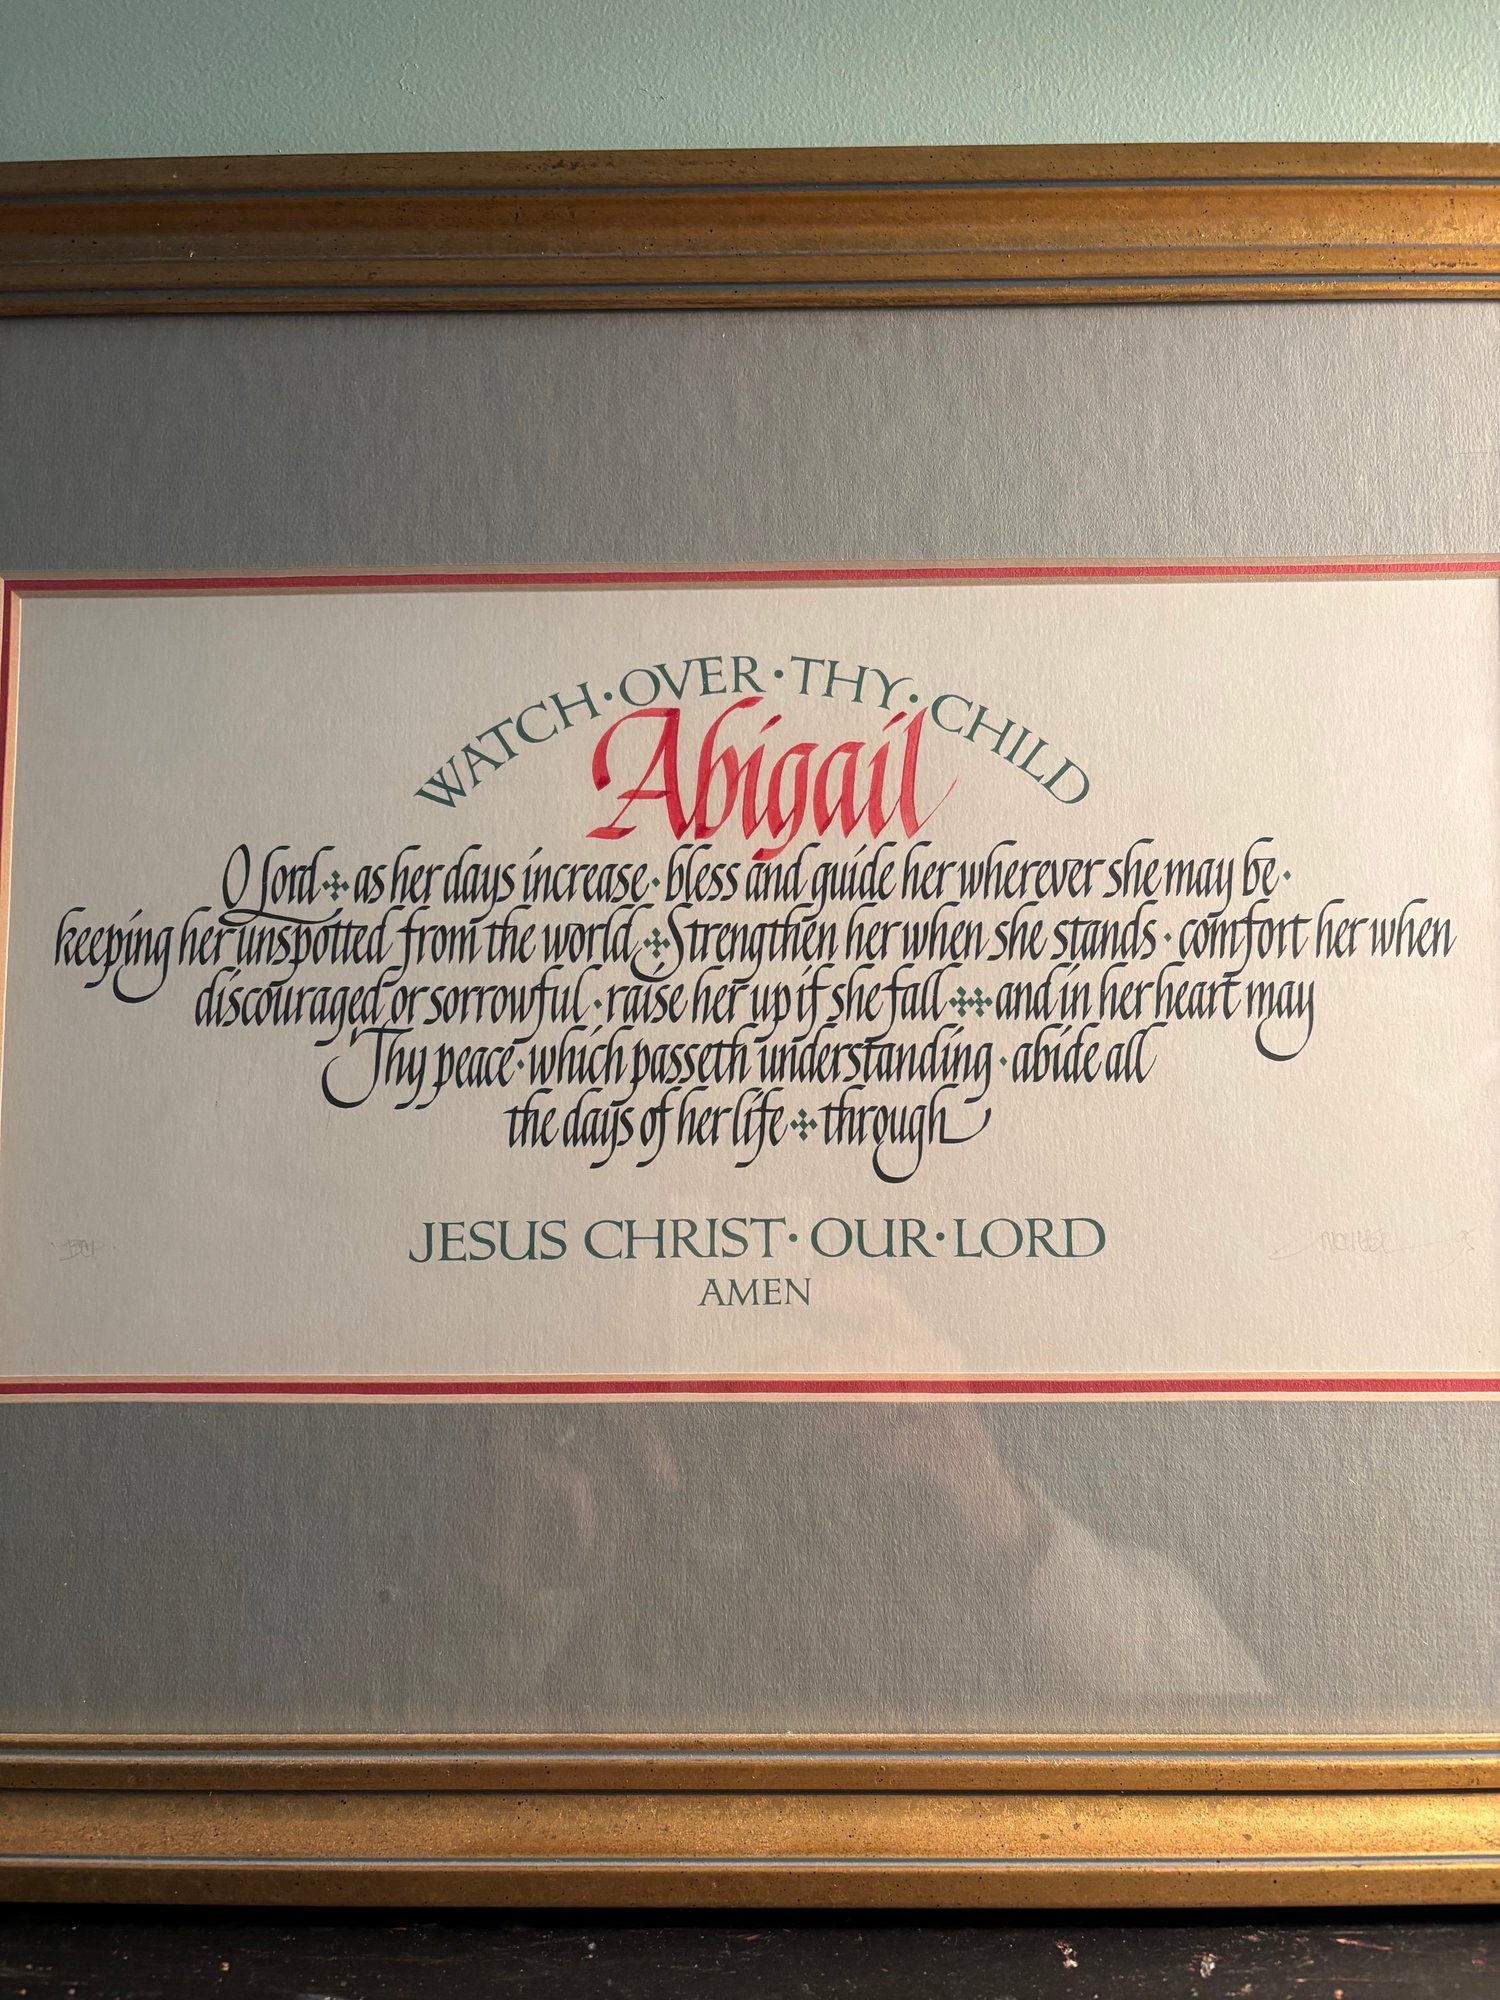 WATCH·OVER·THY·CHILD
Abigail
O Lord as her days increase· bless and guide her wherever she may be·
keeping her unspotted from the world Strengthen her when she stands· comfort her when
discouraged or sorrowful· raise her up if she fall and in her heart may
Thy peace· which passeth understanding· abide all
the days of her life through
JESUS CHRIST·OUR·LORD
AMEN